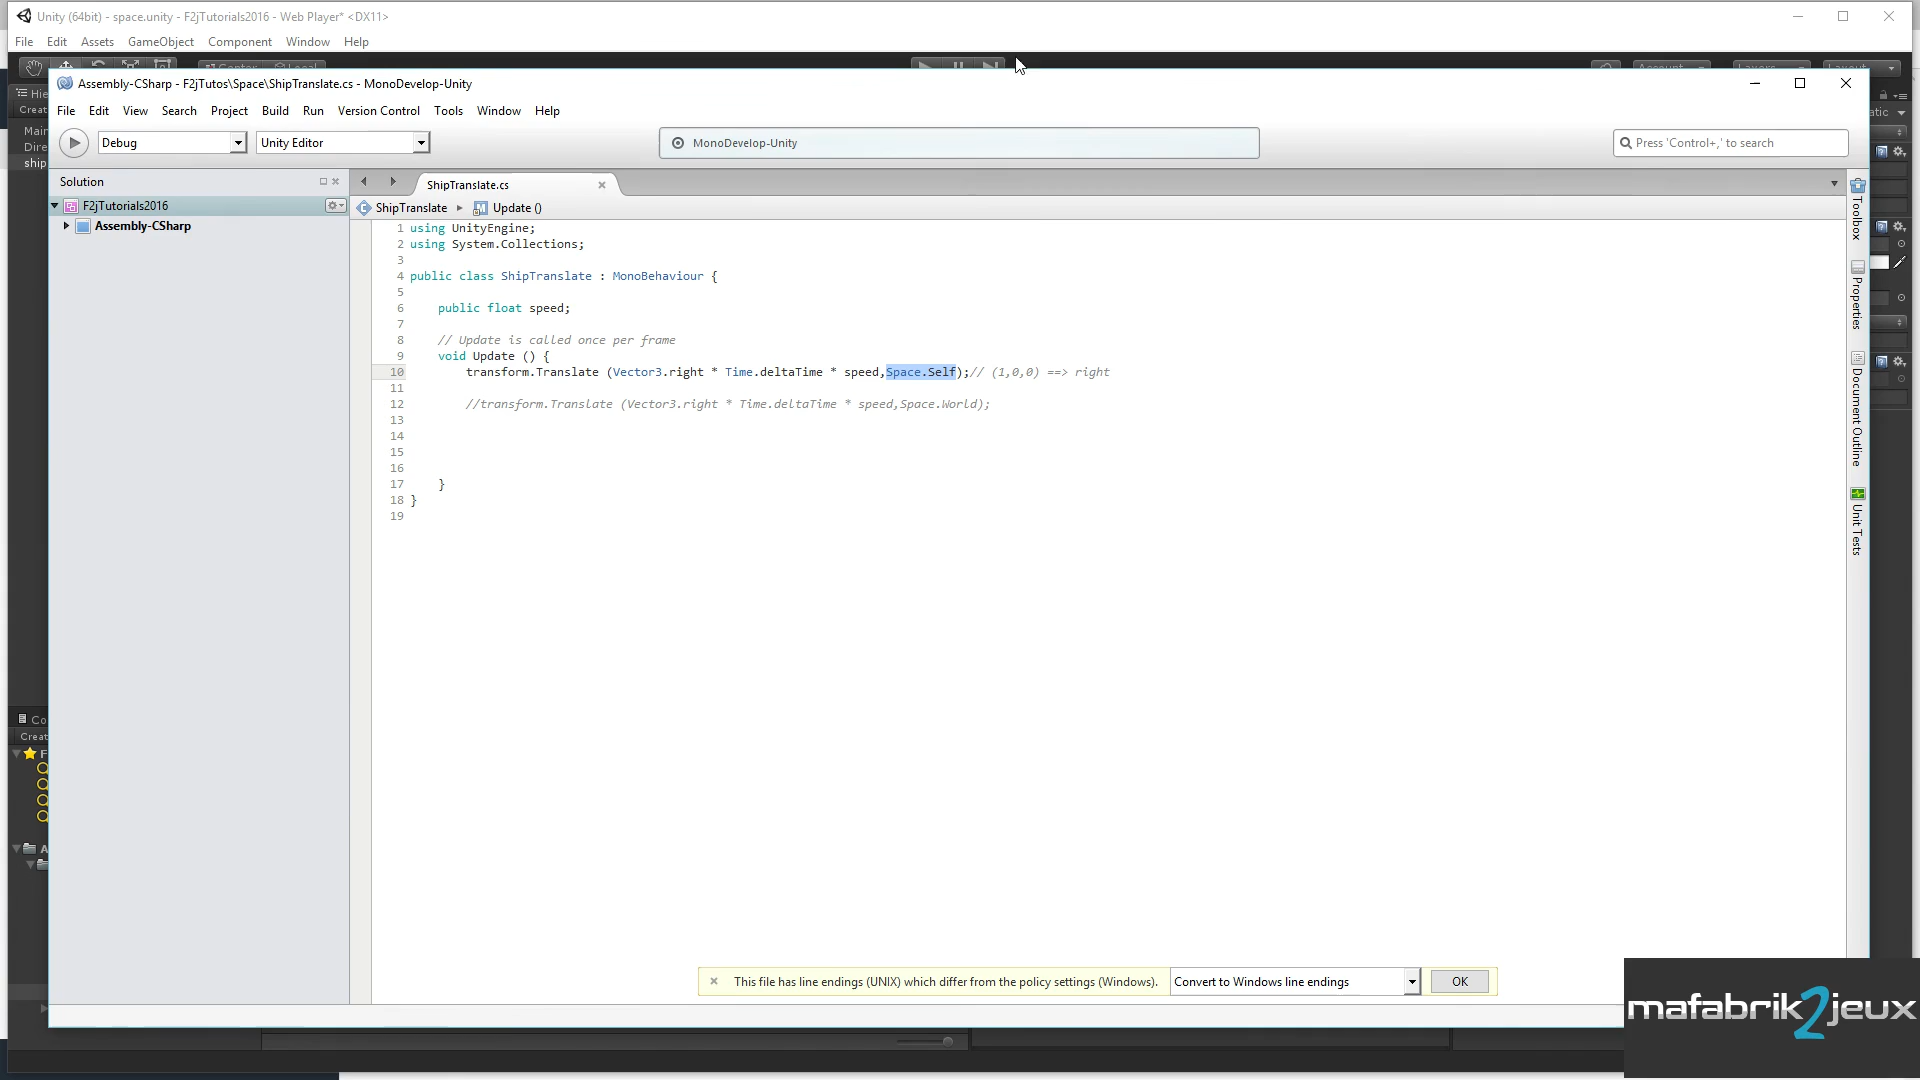 Unity (64bit) - space.unity - F2jTutorials2016 - Web Player* <DX11>
File Edit Assets GameObject Component Window Help
Assembly-CSharp - F2jTutos\Space\ShipTranslate.cs - MonoDevelop-Unity
File Edit View Search Project Build Run Version Control Tools Window Help
Debug
Unity Editor
MonoDevelop-Unity
Press 'Control+,' to search
Solution
F2jTutorials2016
Assembly-CSharp
ShipTranslate.cs
ShipTranslate
Update ()
1 using UnityEngine;
2 using System.Collections;
3
4 public class ShipTranslate : MonoBehaviour {
5
6 public float speed;
7
8 // Update is called once per frame
9 void Update () {
10 transform.Translate (Vector3.right * Time.deltaTime * speed,Space.Self);// (1,0,0) ==> right
11
12 //transform.Translate (Vector3.right * Time.deltaTime * speed,Space.World);
13
14
15
16
17 }
18 }
19
Toolbox
Properties
Document Outline
Unit Tests
This file has line endings (UNIX) which differ from the policy settings (Windows).
Convert to Windows line endings
OK
mafabrik2jeux